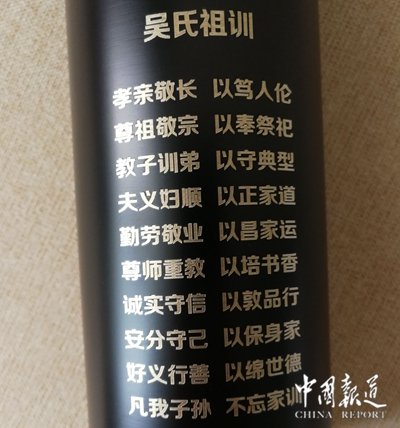 吴氏祖训
孝亲敬长 以笃人伦
尊祖敬宗 以奉祭祀
教子训弟 以守典型
夫义妇顺 以正家道
勤劳敬业 以昌家运
尊师重教 以培书香
诚实守信 以敦品行
安分守己 以保身家
好义行善 以绵世德
凡我子孙 不忘家训
中国报道
CHINA REPORT